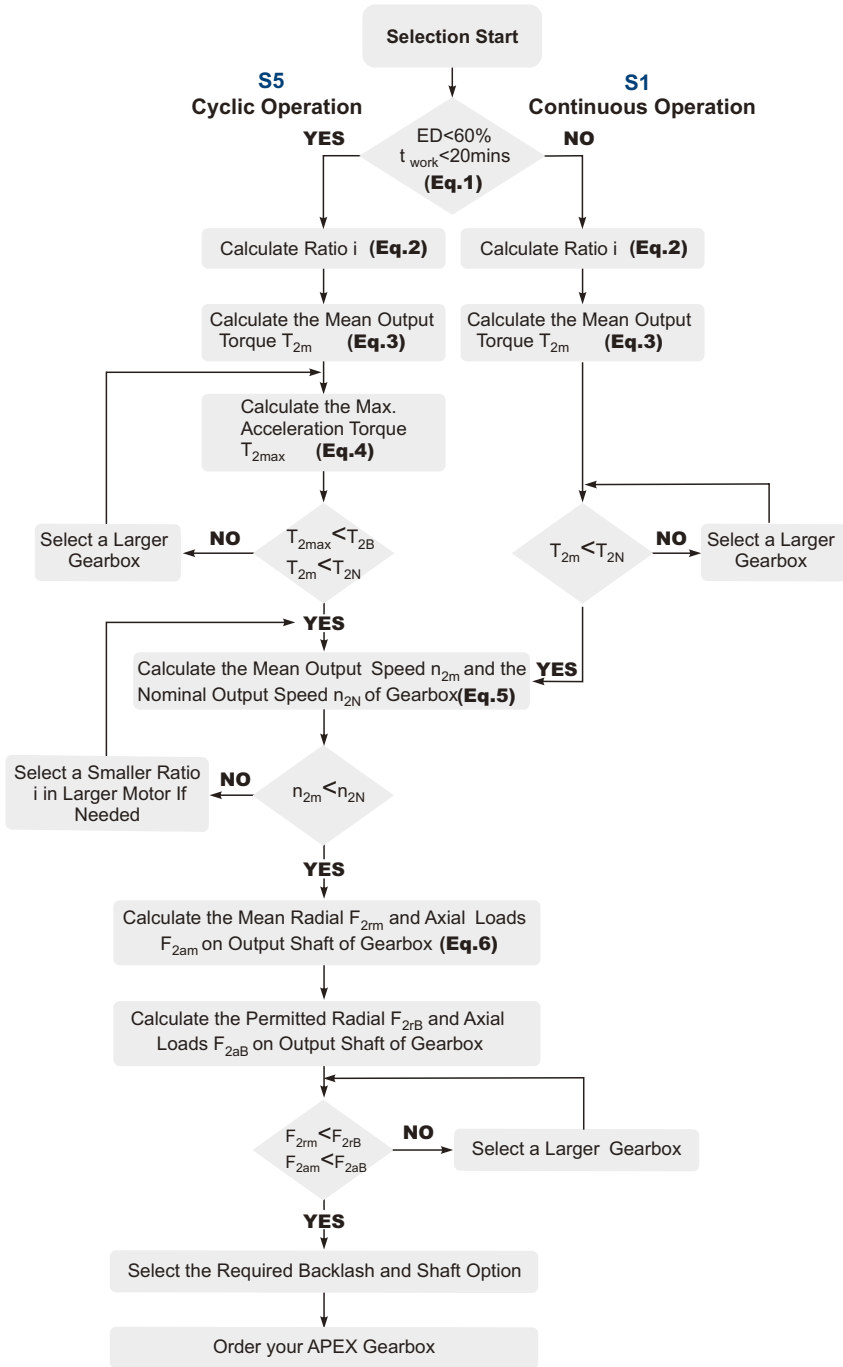 Selection Start
S5
Cyclic Operation
S1
Continuous Operation
YES
ED<60%
t work<20mins
(Eq.1)
NO
Calculate Ratio i (Eq.2)
Calculate Ratio i (Eq.2)
Calculate the Mean Output
Torque T2m (Eq.3)
Calculate the Mean Output
Torque T2m (Eq.3)
Calculate the Max.
Acceleration Torque
T2max (Eq.4)
Select a Larger
Gearbox
NO
T2max<T2B
T2m<T2N
T2m<T2N
NO
Select a Larger
Gearbox
YES
Calculate the Mean Output Speed n2m and the
Nominal Output Speed n2N of Gearbox(Eq.5)
YES
Select a Smaller Ratio
i in Larger Motor If
Needed
NO
n2m<n2N
YES
Calculate the Mean Radial F2rm and Axial Loads
F2am on Output Shaft of Gearbox (Eq.6)
Calculate the Permitted Radial F2rB and Axial
Loads F2aB on Output Shaft of Gearbox
F2rm<F2rB
F2am<F2aB
NO
Select a Larger Gearbox
YES
Select the Required Backlash and Shaft Option
Order your APEX Gearbox